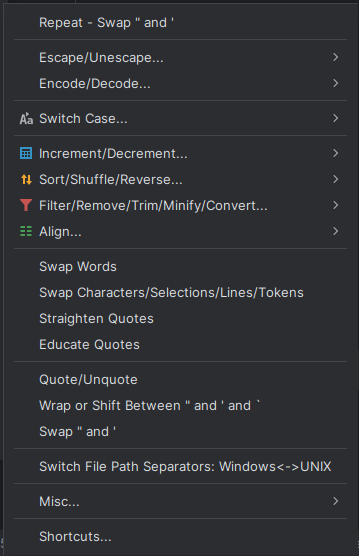 Repeat - Swap " and '
Escape/Unescape...
Encode/Decode...
Switch Case...
Increment/Decrement...
Sort/Shuffle/Reverse...
Filter/Remove/Trim/Minify/Convert...
Align...
Swap Words
Swap Characters/Selections/Lines/Tokens
Straighten Quotes
Educate Quotes
Quote/Unquote
Wrap or Shift Between " and ' and `
Swap " and '
Switch File Path Separators: Windows<->UNIX
Misc...
Shortcuts...